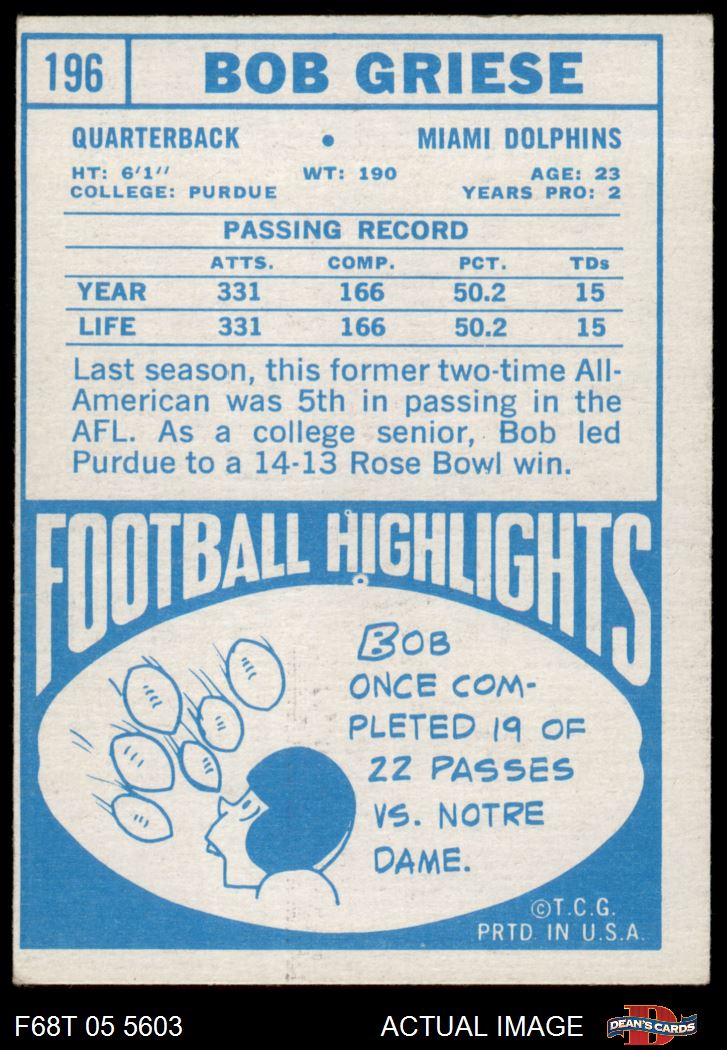 196 BOB GRIESE
QUARTERBACK • MIAMI DOLPHINS
HT: 6'1" WT: 190 AGE: 23
COLLEGE: PURDUE YEARS PRO: 2
PASSING RECORD
ATTS. COMP. PCT. TDs
YEAR 331 166 50.2 15
LIFE 331 166 50.2 15
Last season, this former two-time All-
American was 5th in passing in the
AFL. As a college senior, Bob led
Purdue to a 14-13 Rose Bowl win.
FOOTBALL HIGHLIGHTS
BOB
ONCE COM-
PLETED 19 OF
22 PASSES
VS. NOTRE
DAME.
©T.C.G.
PRTD. IN U.S.A.
F68T 05 5603 ACTUAL IMAGE D DEAN'S CARDS